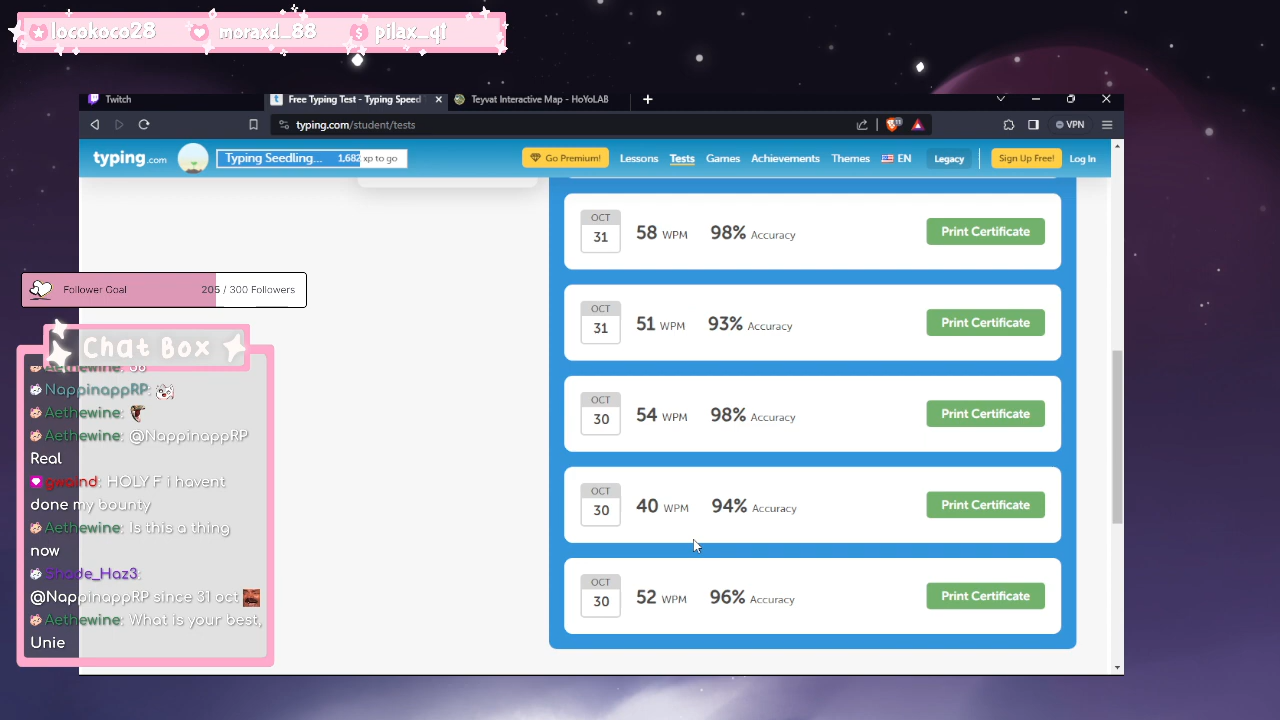 locokoco28 moraxd_88 pilax_qt
Twitch
Free Typing Test - Typing Speed
Teyvat Interactive Map - HoYoLAB
typing.com/student/tests
VPN
typing.com
Typing Seedling...
1,682 xp to go
Go Premium!
Lessons
Tests
Games
Achievements
Themes
EN
Legacy
Sign Up Free!
Log In
OCT
31
58 WPM 98% Accuracy
Print Certificate
OCT
31
51 WPM 93% Accuracy
Print Certificate
OCT
30
54 WPM 98% Accuracy
Print Certificate
OCT
30
40 WPM 94% Accuracy
Print Certificate
OCT
30
52 WPM 96% Accuracy
Print Certificate
Follower Goal 205 / 300 Followers
Chat Box
Aethewine:
NappinappRP:
Aethewine:
Aethewine: @NappinappRP
Real
gwaind: HOLY F i havent
done my bounty
Aethewine: Is this a thing
now
Shade_Haz3:
@NappinappRP since 31 oct
Aethewine: What is your best,
Unie